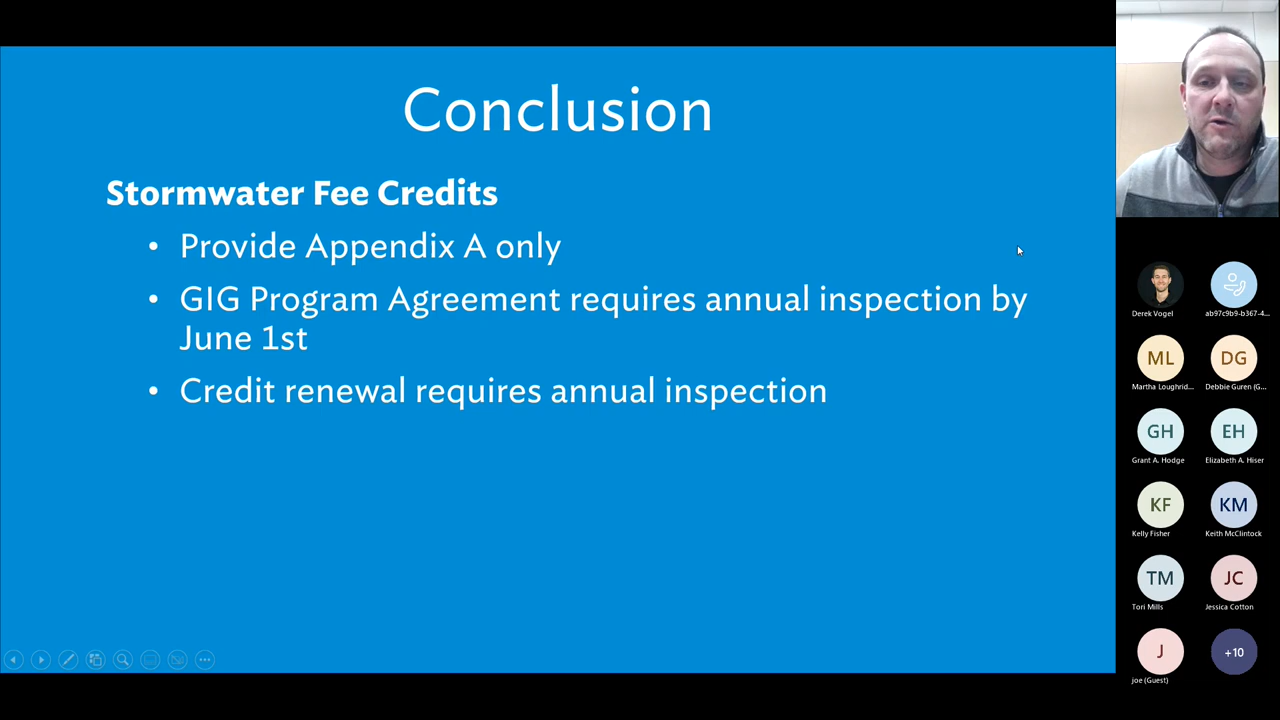 Conclusion
Stormwater Fee Credits
• Provide Appendix A only
• GIG Program Agreement requires annual inspection by
June 1st
• Credit renewal requires annual inspection
Derek Vogel
ab97c9b9-b367-4...
ML
DG
Martha Loughrid...
Debbie Guren (G...
GH
EH
Grant A. Hodge
Elizabeth A. Hiser
KF
KM
Kelly Fisher
Keith McClintock
TM
JC
Tori Mills
Jessica Cotton
J
+10
joe (Guest)